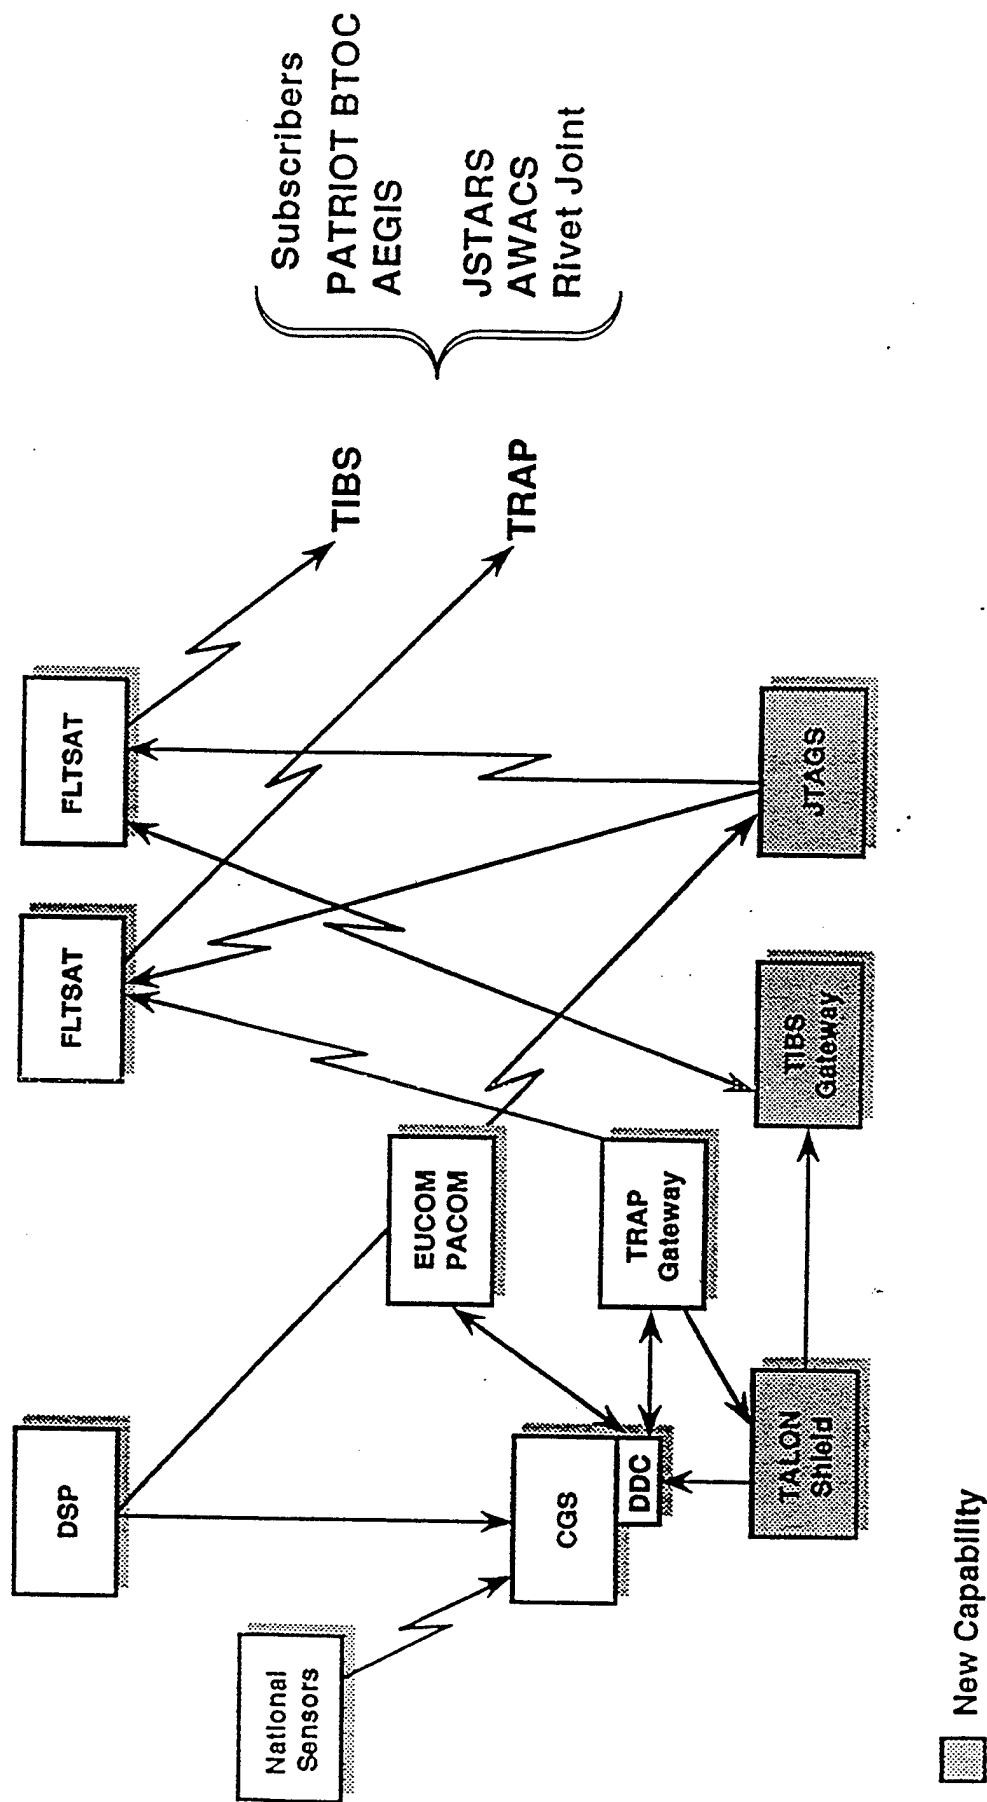 DSP
FLTSAT
FLTSAT
National
Sensors
EUCOM
PACOM
TIBS
Subscribers
PATRIOT BTOC
AEGIS
JSTARS
AWACS
Rivet Joint
TRAP
CGS
DDC
TRAP
Gateway
TALON
Shield
TIBS
Gateway
JTAGS
New Capability